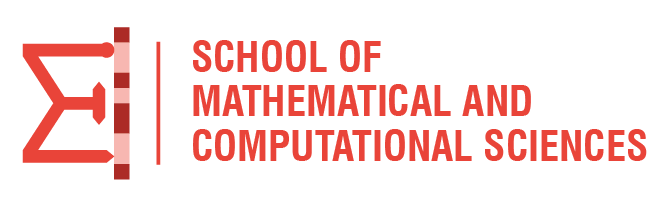 SCHOOL OF
MATHEMATICAL AND
COMPUTATIONAL SCIENCES